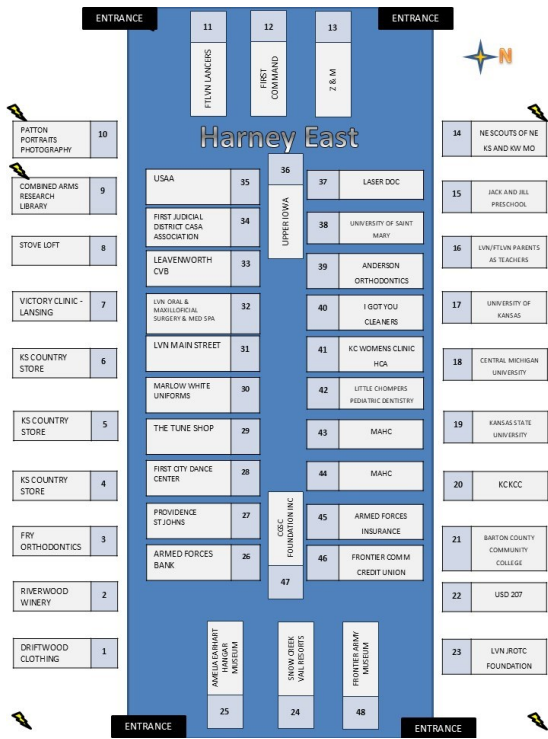 ENTRANCE
ENTRANCE
11
FTLVN LANCERS
12
FIRST
COMMAND
13
Z & M
N
Harney East
PATTON
PORTRAITS
PHOTOGRAPHY
10
COMBINED ARMS
RESEARCH
LIBRARY
9
STOVE LOFT
8
VICTORY CLINIC -
LANSING
7
KS COUNTRY
STORE
6
KS COUNTRY
STORE
5
KS COUNTRY
STORE
4
FRY
ORTHODONTICS
3
RIVERWOOD
WINERY
2
DRIFTWOOD
CLOTHING
1
USAA
35
FIRST JUDICIAL
DISTRICT CASA
ASSOCIATION
34
LEAVENWORTH
CVB
33
LVN ORAL &
MAXILLOFICIAL
SURGERY & MED SPA
32
LVN MAIN STREET
31
MARLOW WHITE
UNIFORMS
30
THE TUNE SHOP
29
FIRST CITY DANCE
CENTER
28
PROVIDENCE
ST JOHNS
27
ARMED FORCES
BANK
26
36
UPPER IOWA
CGSC
FOUNDATION INC
47
37
LASER DOC
38
UNIVERSITY OF SAINT
MARY
39
ANDERSON
ORTHODONTICS
40
I GOT YOU
CLEANERS
41
KC WOMENS CLINIC
HCA
42
LITTLE CHOMPERS
PEDIATRIC DENTISTRY
43
MAHC
44
MAHC
45
ARMED FORCES
INSURANCE
46
FRONTIER COMM
CREDIT UNION
14
NE SCOUTS OF NE
KS AND KW MO
15
JACK AND JILL
PRESCHOOL
16
LVN/FTLVN PARENTS
AS TEACHERS
17
UNIVERSITY OF
KANSAS
18
CENTRAL MICHIGAN
UNIVERSITY
19
KANSAS STATE
UNIVERSITY
20
KCKCC
21
BARTON COUNTY
COMMUNITY
COLLEGE
22
USD 207
23
LVN JROTC
FOUNDATION
AMELIA EARHART
HANGAR
MUSEUM
25
SNOW CREEK
VAIL RESORTS
24
FRONTIER ARMY
MUSEUM
48
ENTRANCE
ENTRANCE